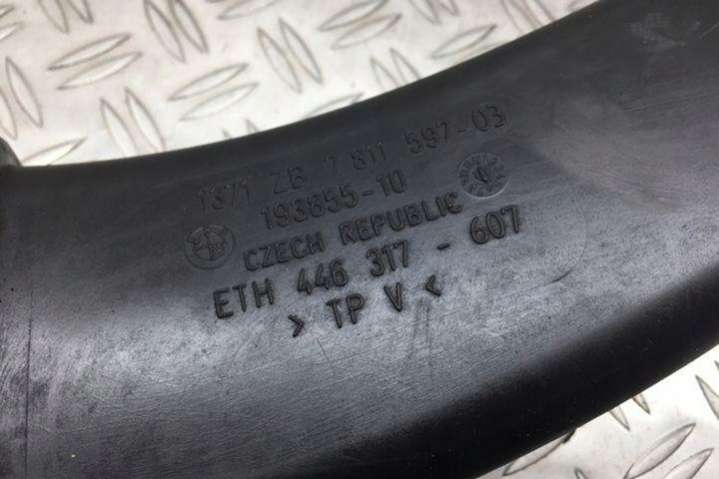 1371 ZB 7 811 597-03
193855-10
CZECH REPUBLIC
ETH 446 317 - 607
> TP V <